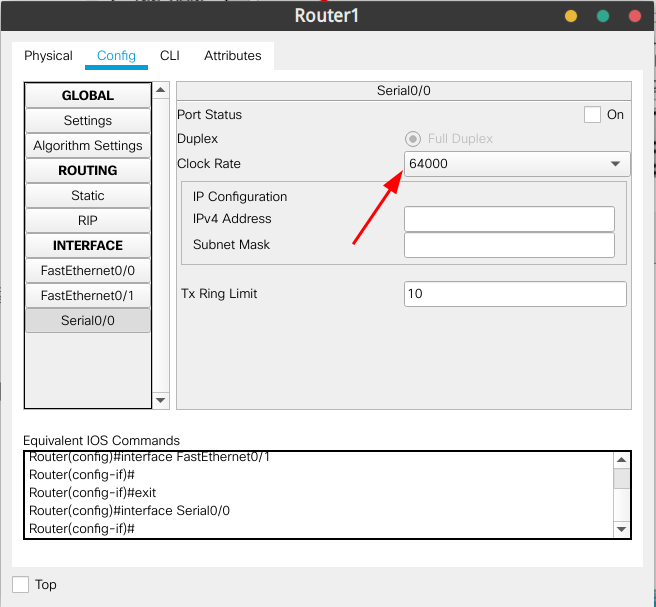 Router1
Physical Config CLI Attributes
GLOBAL
Settings
Algorithm Settings
ROUTING
Static
RIP
INTERFACE
FastEthernet0/0
FastEthernet0/1
Serial0/0
Serial0/0
Port Status On
Duplex Full Duplex
Clock Rate 64000
IP Configuration
IPv4 Address
Subnet Mask
Tx Ring Limit 10
Equivalent IOS Commands
Router(config)#interface FastEthernet0/1
Router(config-if)#
Router(config-if)#exit
Router(config)#interface Serial0/0
Router(config-if)#
Top